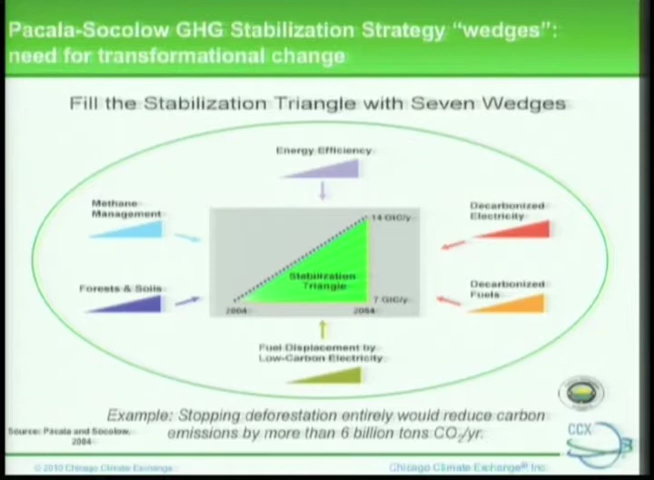 Pacala-Socolow GHG Stabilization Strategy “wedges”:
need for transformational change
Fill the Stabilization Triangle with Seven Wedges
Energy Efficiency
Methane
Management
Decarbonized
Electricity
14 GtC/y
Stabilization
Triangle
Forests & Soils
Decarbonized
Fuels
7 GtC/y
2004
2054
Fuel Displacement by
Low-Carbon Electricity
Example: Stopping deforestation entirely would reduce carbon
emissions by more than 6 billion tons CO₂/yr.
Source: Pacala and Socolow,
2004
CCX
© 2010 Chicago Climate Exchange
Chicago Climate Exchange® Inc.